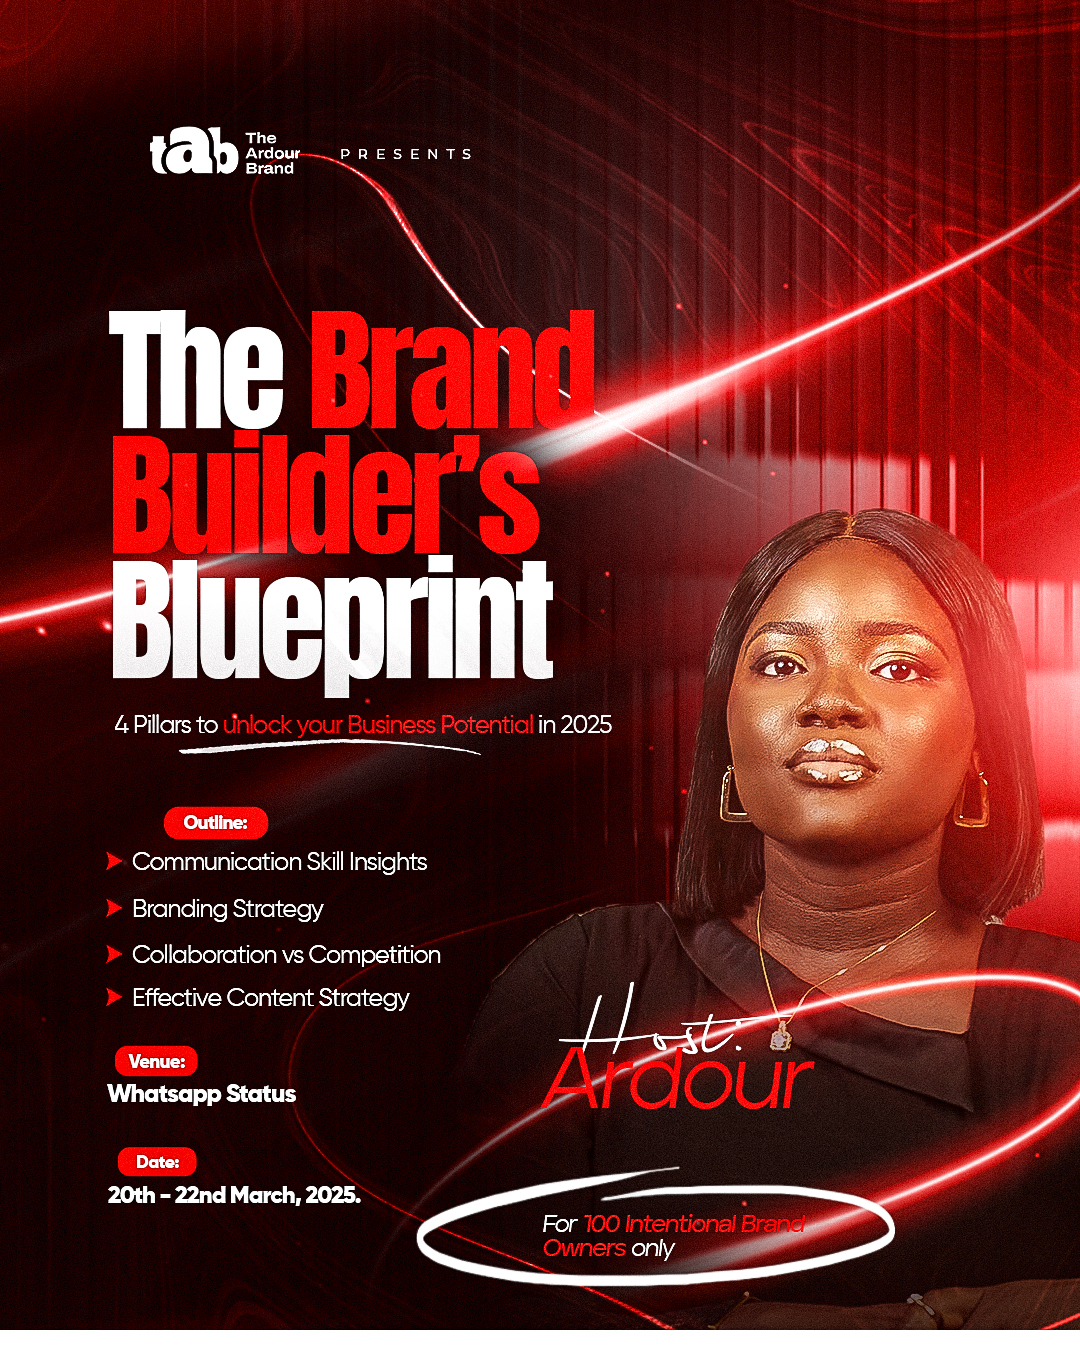 tab The
Ardour
Brand
PRESENTS
The Brand
Builder's
Blueprint
4 Pillars to unlock your Business Potential in 2025
Outline:
Communication Skill Insights
Branding Strategy
Collaboration vs Competition
Effective Content Strategy
Venue:
Whatsapp Status
Date:
20th - 22nd March, 2025.
Host:
Ardour
For 100 Intentional Brand
Owners only